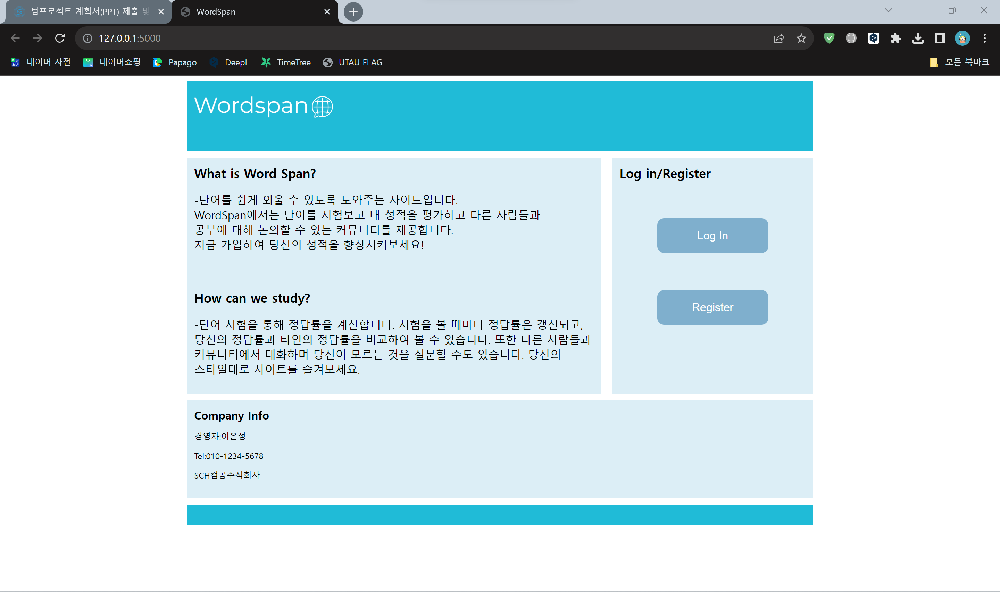 텀프로젝트 계획서(PPT) 제출 및
WordSpan
127.0.0.1:5000
네이버 사전
네이버쇼핑
Papago
DeepL
TimeTree
UTAU FLAG
모든 북마크
Wordspan
What is Word Span?
-단어를 쉽게 외울 수 있도록 도와주는 사이트입니다.
WordSpan에서는 단어를 시험보고 내 성적을 평가하고 다른 사람들과
공부에 대해 논의할 수 있는 커뮤니티를 제공합니다.
지금 가입하여 당신의 성적을 향상시켜보세요!
How can we study?
-단어 시험을 통해 정답률을 계산합니다. 시험을 볼 때마다 정답률은 갱신되고,
당신의 정답률과 타인의 정답률을 비교하여 볼 수 있습니다. 또한 다른 사람들과
커뮤니티에서 대화하며 당신이 모르는 것을 질문할 수도 있습니다. 당신의
스타일대로 사이트를 즐겨보세요.
Log in/Register
Log In
Register
Company Info
경영자:이은정
Tel:010-1234-5678
SCH컴공주식회사